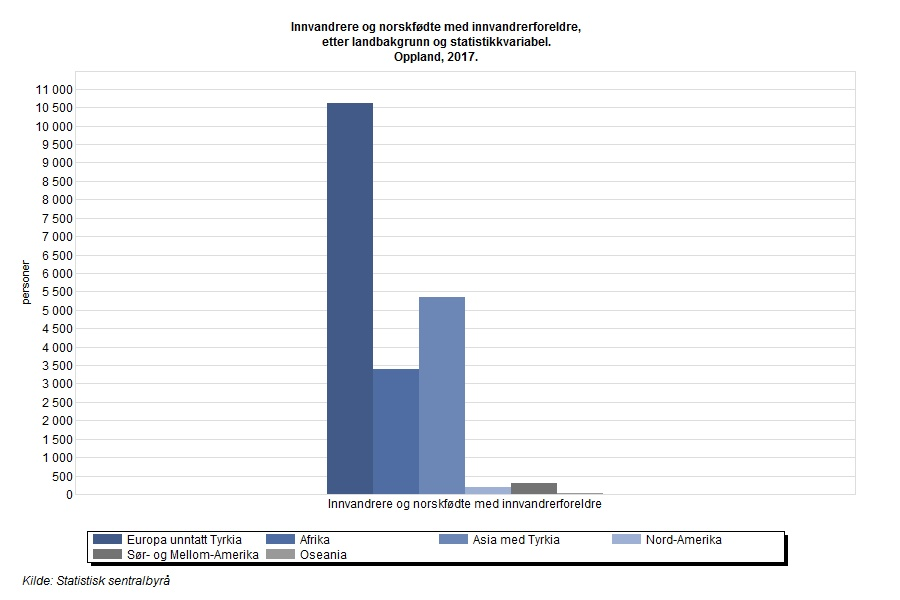 Innvandrere og norskfødte med innvandrerforeldre,
etter landbakgrunn og statistikkvariabel.
Oppland, 2017.
personer
11 000
10 500
10 000
9 500
9 000
8 500
8 000
7 500
7 000
6 500
6 000
5 500
5 000
4 500
4 000
3 500
3 000
2 500
2 000
1 500
1 000
500
0
Innvandrere og norskfødte med innvandrerforeldre
Europa unntatt Tyrkia Afrika Asia med Tyrkia Nord-Amerika
Sør- og Mellom-Amerika Oseania
Kilde: Statistisk sentralbyrå